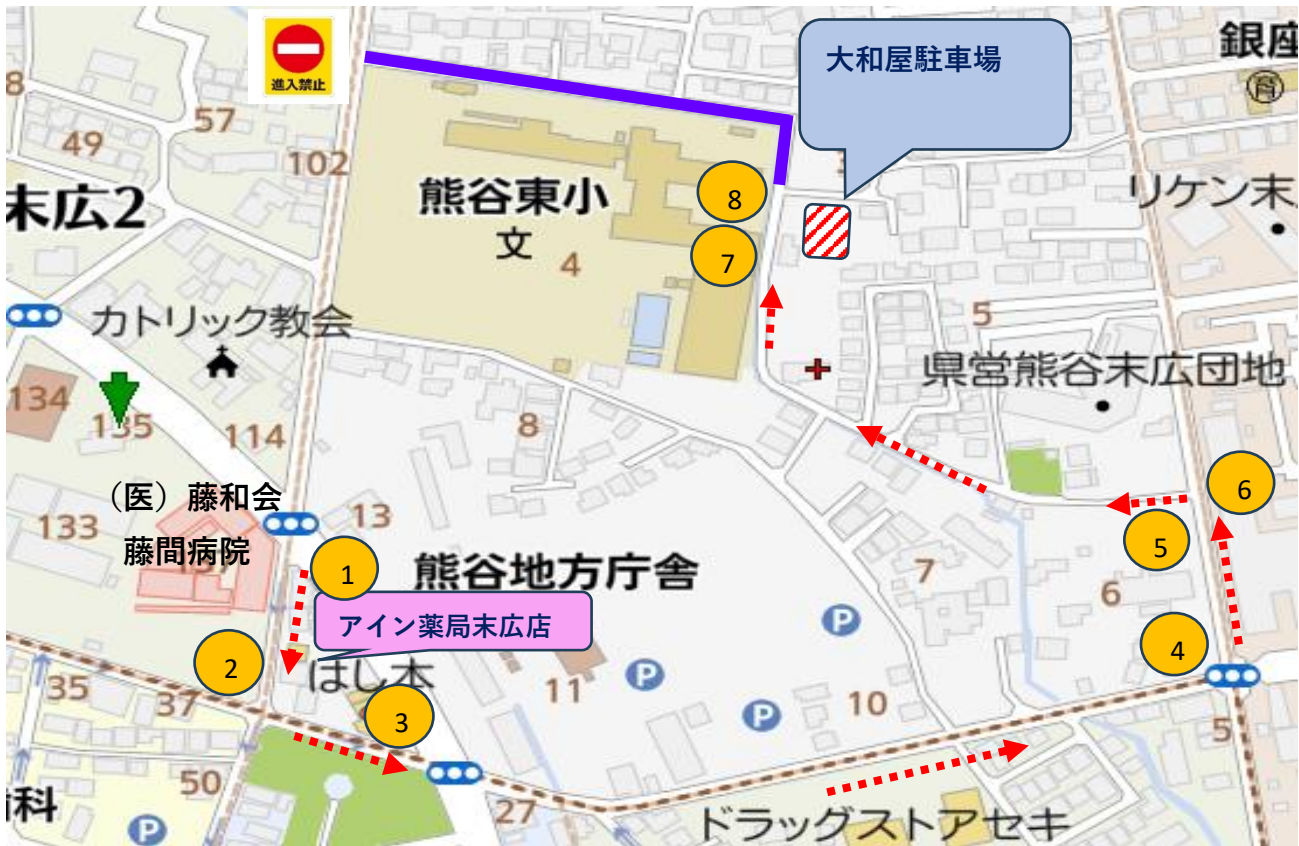 進入禁止
大和屋駐車場
銀座
8
57
49
102
末広2
熊谷東小
文
4
8
7
リケン末
カトリック教会
5
県営熊谷末広団地
134
135
114
8
(医)藤和会
藤間病院
133
13
熊谷地方庁舎
1
アイン薬局末広店
はし本
2
3
35
37
50
歯科
P
11
P
P
P
10
7
6
5
6
4
5
27
ドラッグストアセキ